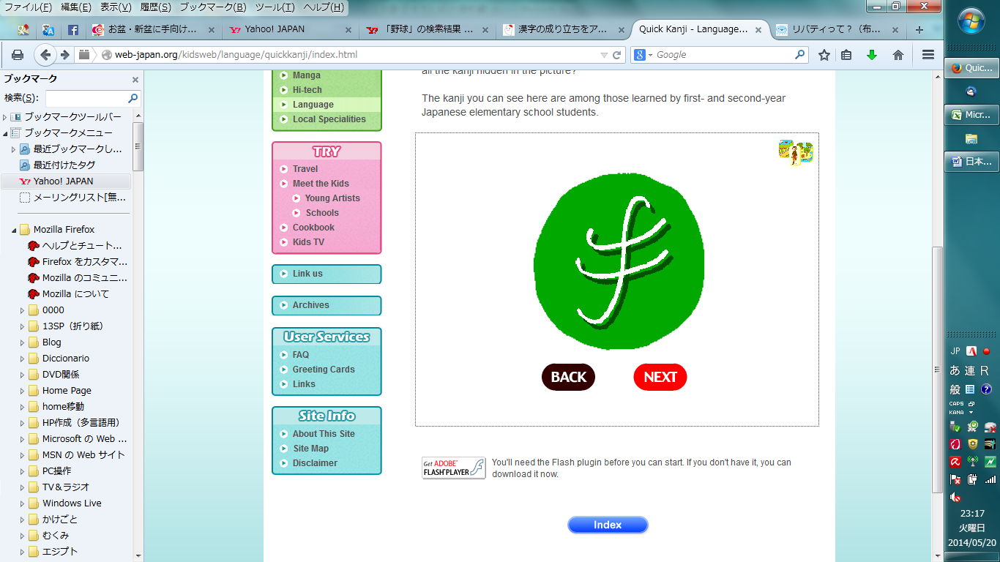 ファイル(F) 編集(E) 表示(V) 履歴(S) ブックマーク(B) ツール(T) ヘルプ(H)
お盆・新盆に手向け... Yahoo! JAPAN 「野球」の検索結果 ... 漢字の成り立ちをア... Quick Kanji - Language... リバティって？（布...
web-japan.org/kidsweb/language/quickkanji/index.html
Google
ブックマーク
検索(S):
ブックマークツールバー
ブックマークメニュー
最近ブックマークし...
最近付けたタグ
Yahoo! JAPAN
メーリングリスト[無...
Mozilla Firefox
ヘルプとチュート...
Firefox をカスタマ...
Mozilla のコミュニ...
Mozilla について
0000
13SP（折り紙）
Blog
Diccionario
DVD関係
Home Page
home移動
HP作成（多言語用）
Microsoft の Web ...
MSN の Web サイト
PC操作
TV＆ラジオ
Windows Live
かけごと
むくみ
エジプト
Manga
Hi-tech
Language
Local Specialities
TRY
Travel
Meet the Kids
Young Artists
Schools
Cookbook
Kids TV
Link us
Archives
User Services
FAQ
Greeting Cards
Links
Site Info
About This Site
Site Map
Disclaimer
all the kanji hidden in the picture?
The kanji you can see here are among those learned by first- and second-year
Japanese elementary school students.
BACK NEXT
Get ADOBE FLASH PLAYER
You'll need the Flash plugin before you can start. If you don't have it, you can
download it now.
Index
Quic...
Micr...
日本...
JP A
あ 連 R
般
CAPS
KANA
23:17
火曜日
2014/05/20